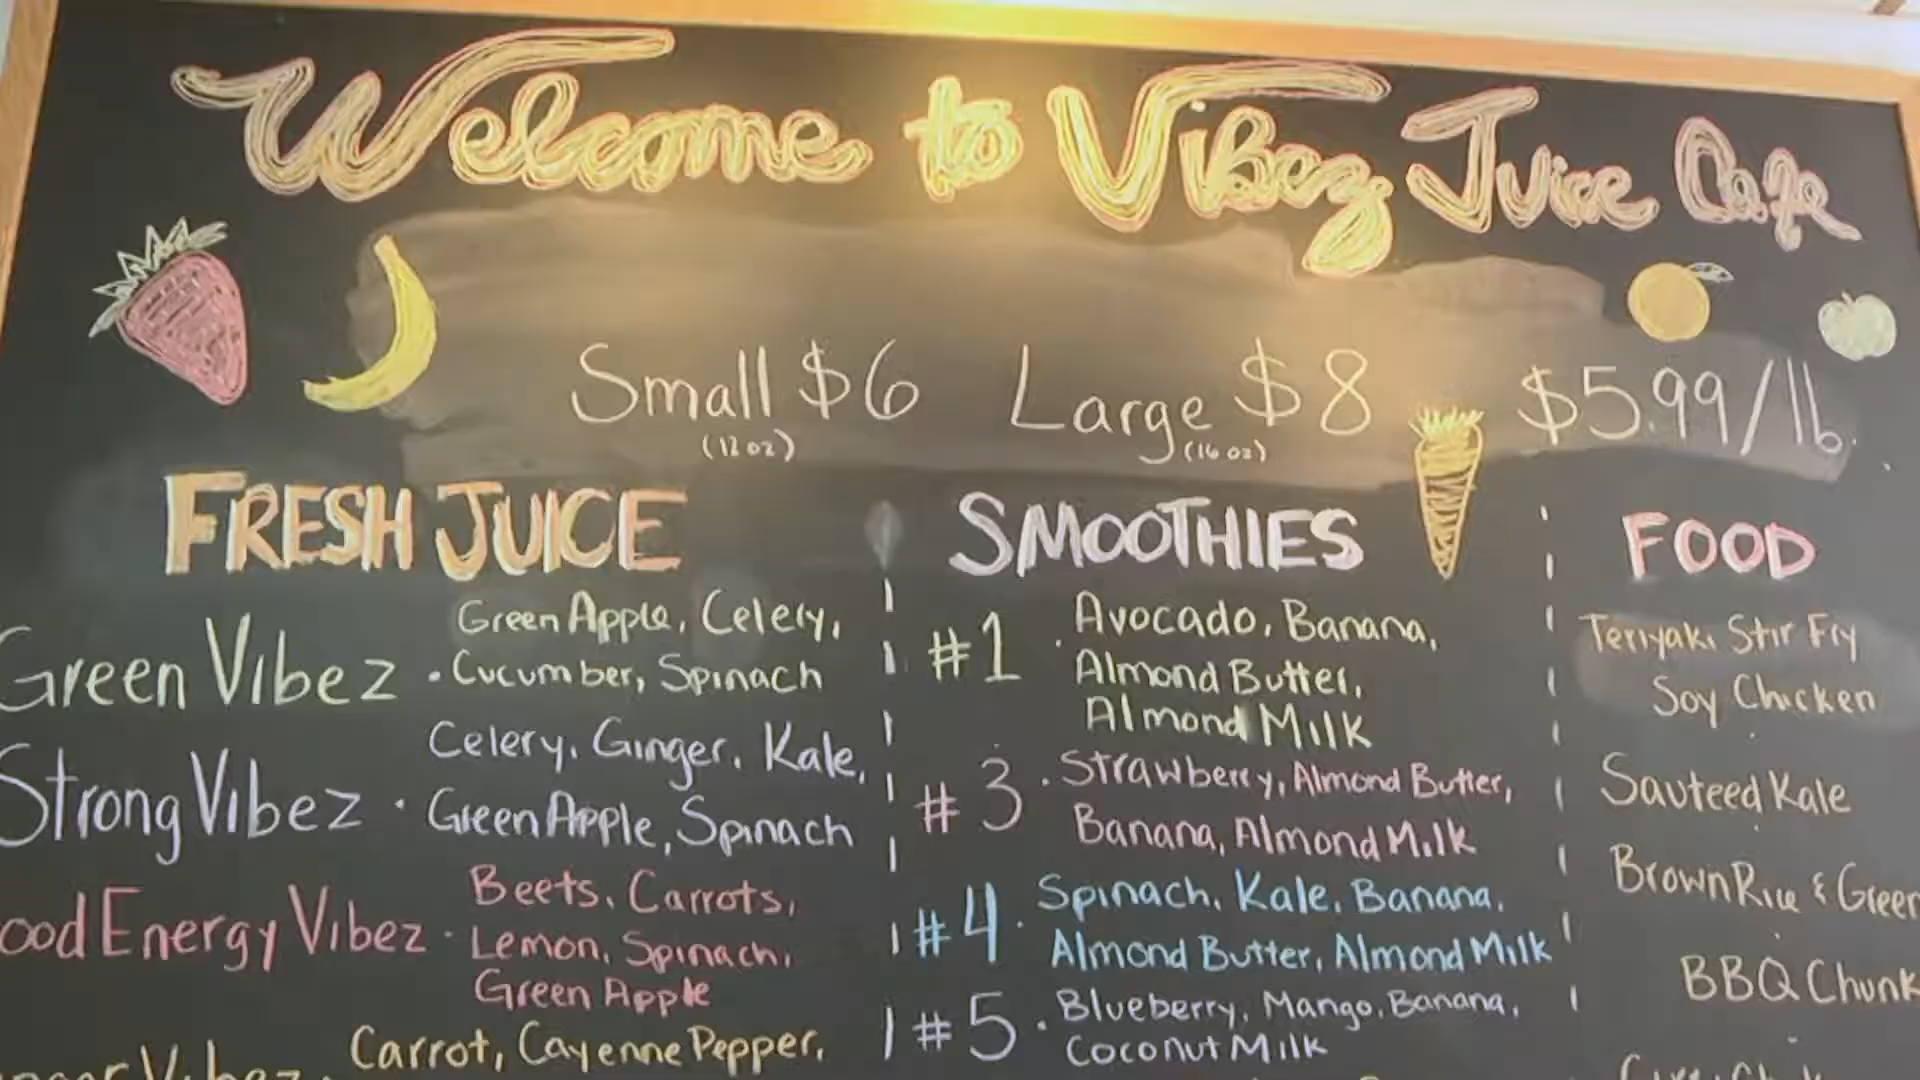 Welcome to Vibez Juice Cafe
Small $6 Large $8 $5.99/lb.
(12 oz) (16 oz)
FRESH JUICE
Green Vibez · Green Apple, Celery,
Cucumber, Spinach
Strong Vibez · Celery, Ginger, Kale,
Green Apple, Spinach
ood Energy Vibez · Beets, Carrots,
Lemon, Spinach,
Green Apple
Vibez · Carrot, Cayenne Pepper,
SMOOTHIES
#1 · Avocado, Banana,
Almond Butter,
Almond Milk
#3 · Strawberry, Almond Butter,
Banana, Almond Milk
#4 · Spinach, Kale, Banana,
Almond Butter, Almond Milk
#5 · Blueberry, Mango, Banana,
Coconut Milk
FOOD
Teriyaki Stir Fry
Soy Chicken
Sauteed Kale
Brown Rice & Green
BBQ Chunk